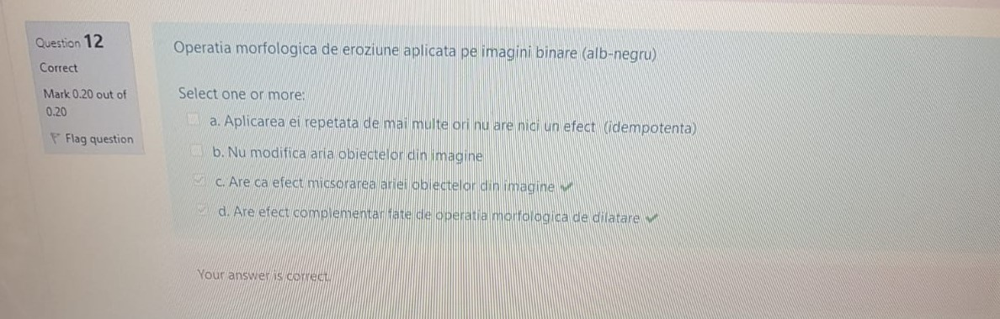 Question 12
Correct
Mark 0.20 out of
0.20
Flag question
Operatia morfologica de eroziune aplicata pe imagini binare (alb-negru)
Select one or more:
a. Aplicarea ei repetata de mai multe ori nu are nici un efect (idempotenta)
b. Nu modifica aria obiectelor din imagine
c. Are ca efect micsorarea ariei obiectelor din imagine
d. Are efect complementar fate de operatia morfologica de dilatare
Your answer is correct.